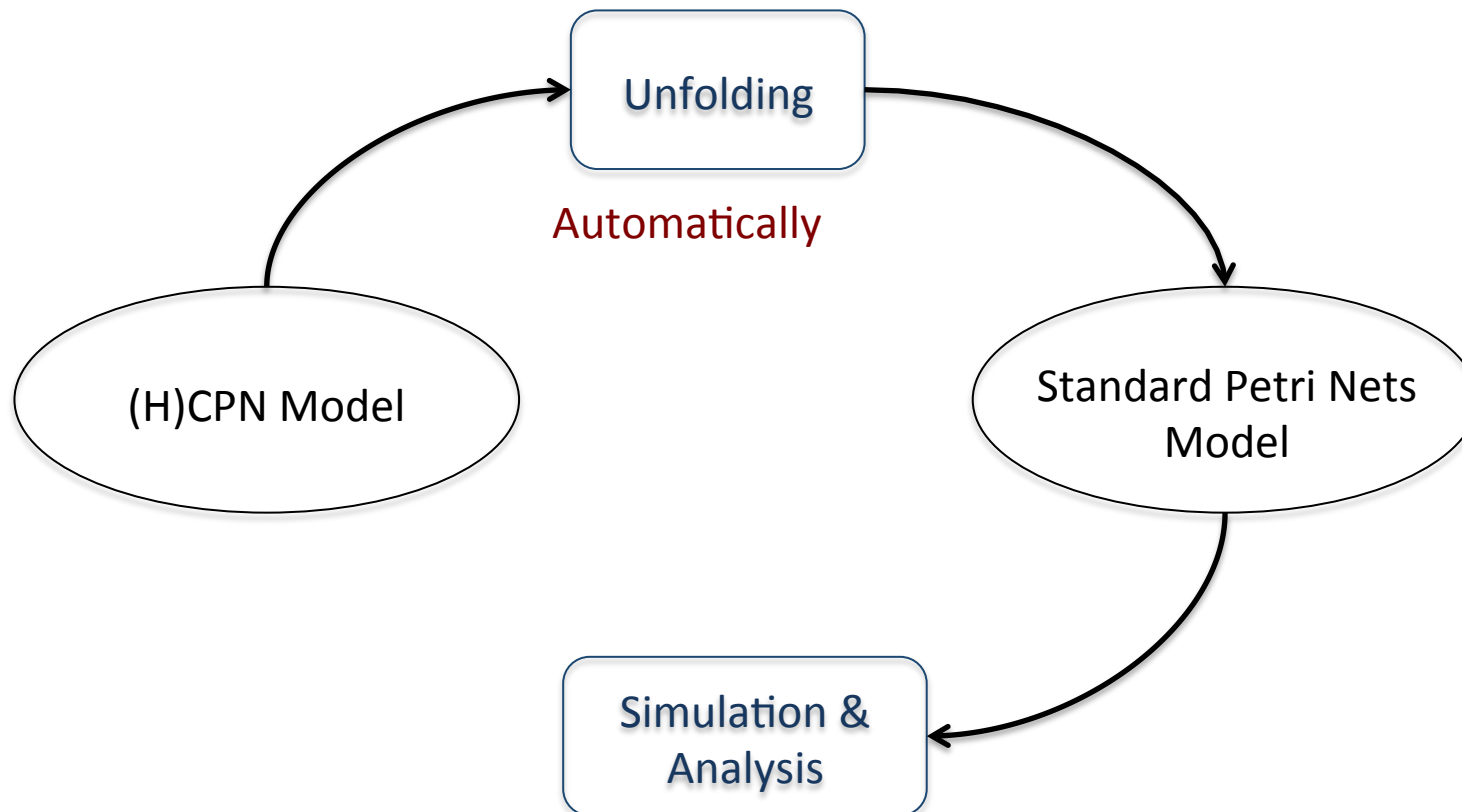 Unfolding
Automatically
(H)CPN Model
Standard Petri Nets
Model
Simulation &
Analysis